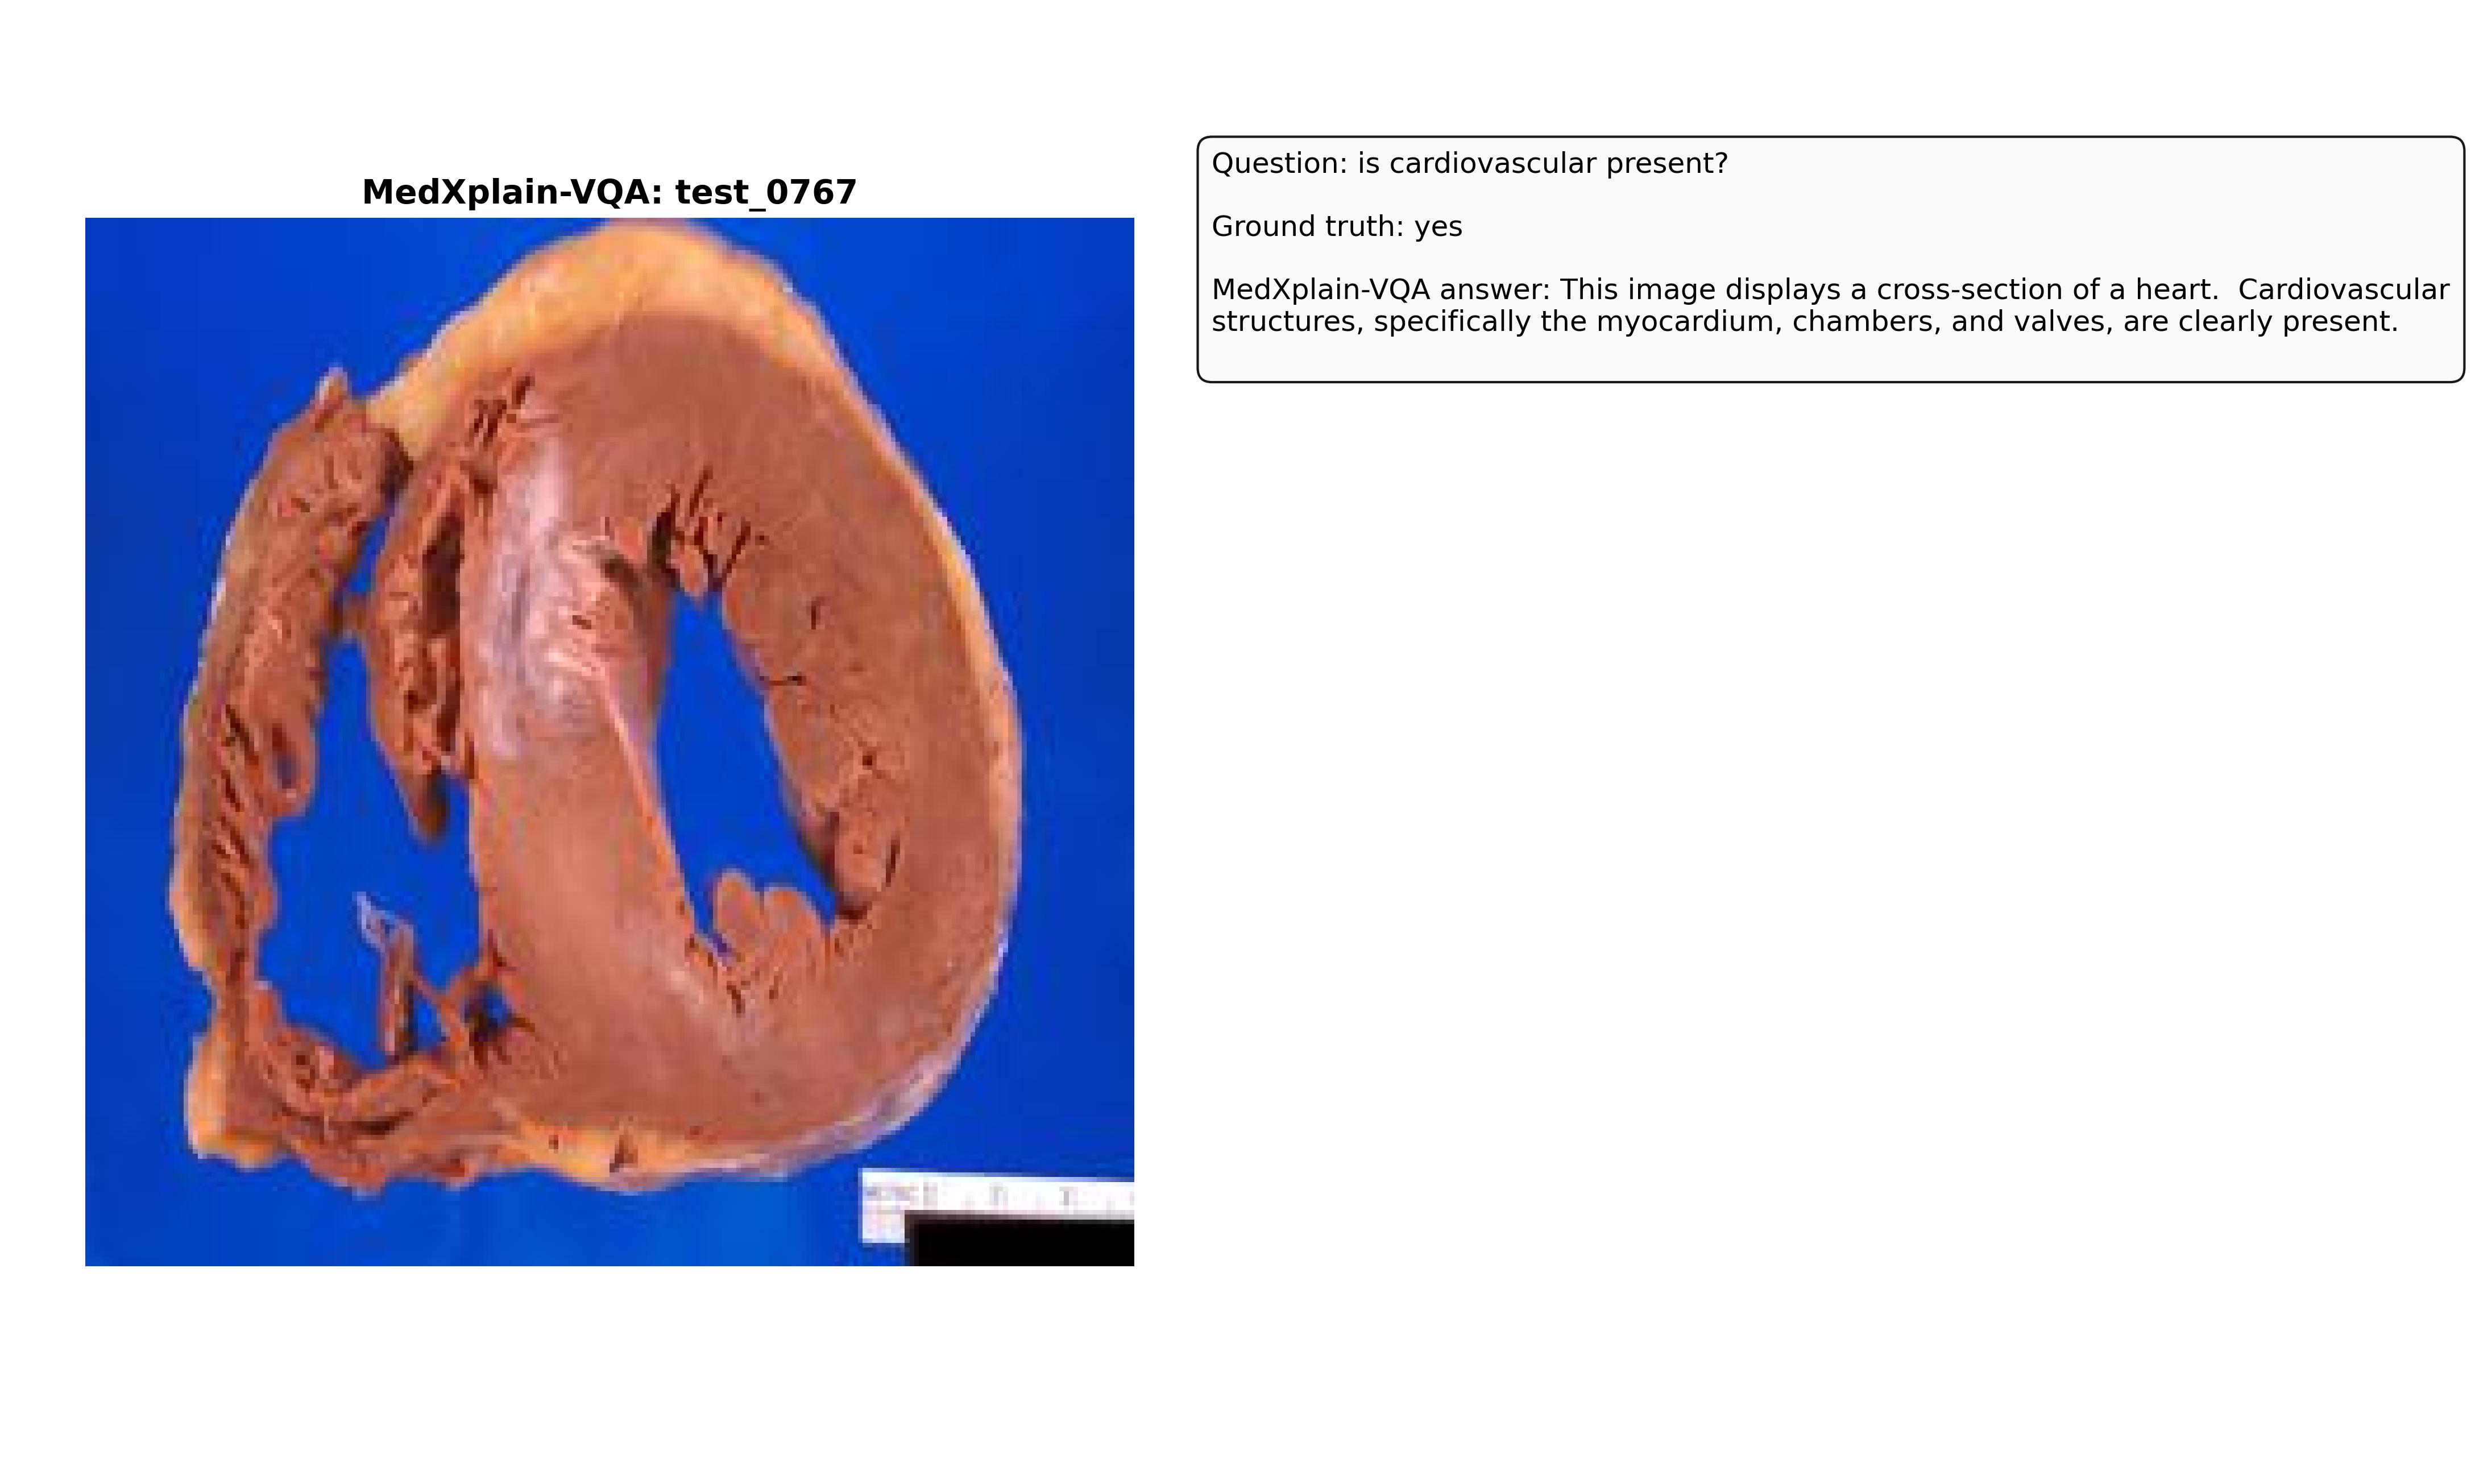 MedXplain-VQA: test_0767
Question: is cardiovascular present?
Ground truth: yes
MedXplain-VQA answer: This image displays a cross-section of a heart.  Cardiovascular
structures, specifically the myocardium, chambers, and valves, are clearly present.